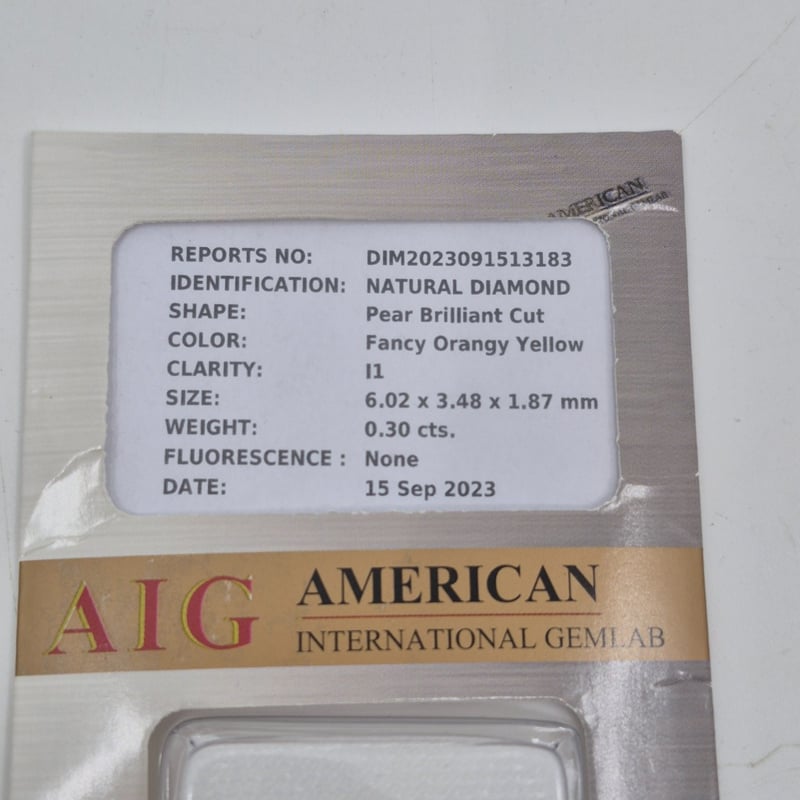 AMERICAN
REPORTS NO: DIM2023091513183
IDENTIFICATION: NATURAL DIAMOND
SHAPE: Pear Brilliant Cut
COLOR: Fancy Orangy Yellow
CLARITY: I1
SIZE: 6.02 x 3.48 x 1.87 mm
WEIGHT: 0.30 cts.
FLUORESCENCE : None
DATE: 15 Sep 2023
AIG AMERICAN
INTERNATIONAL GEMLAB